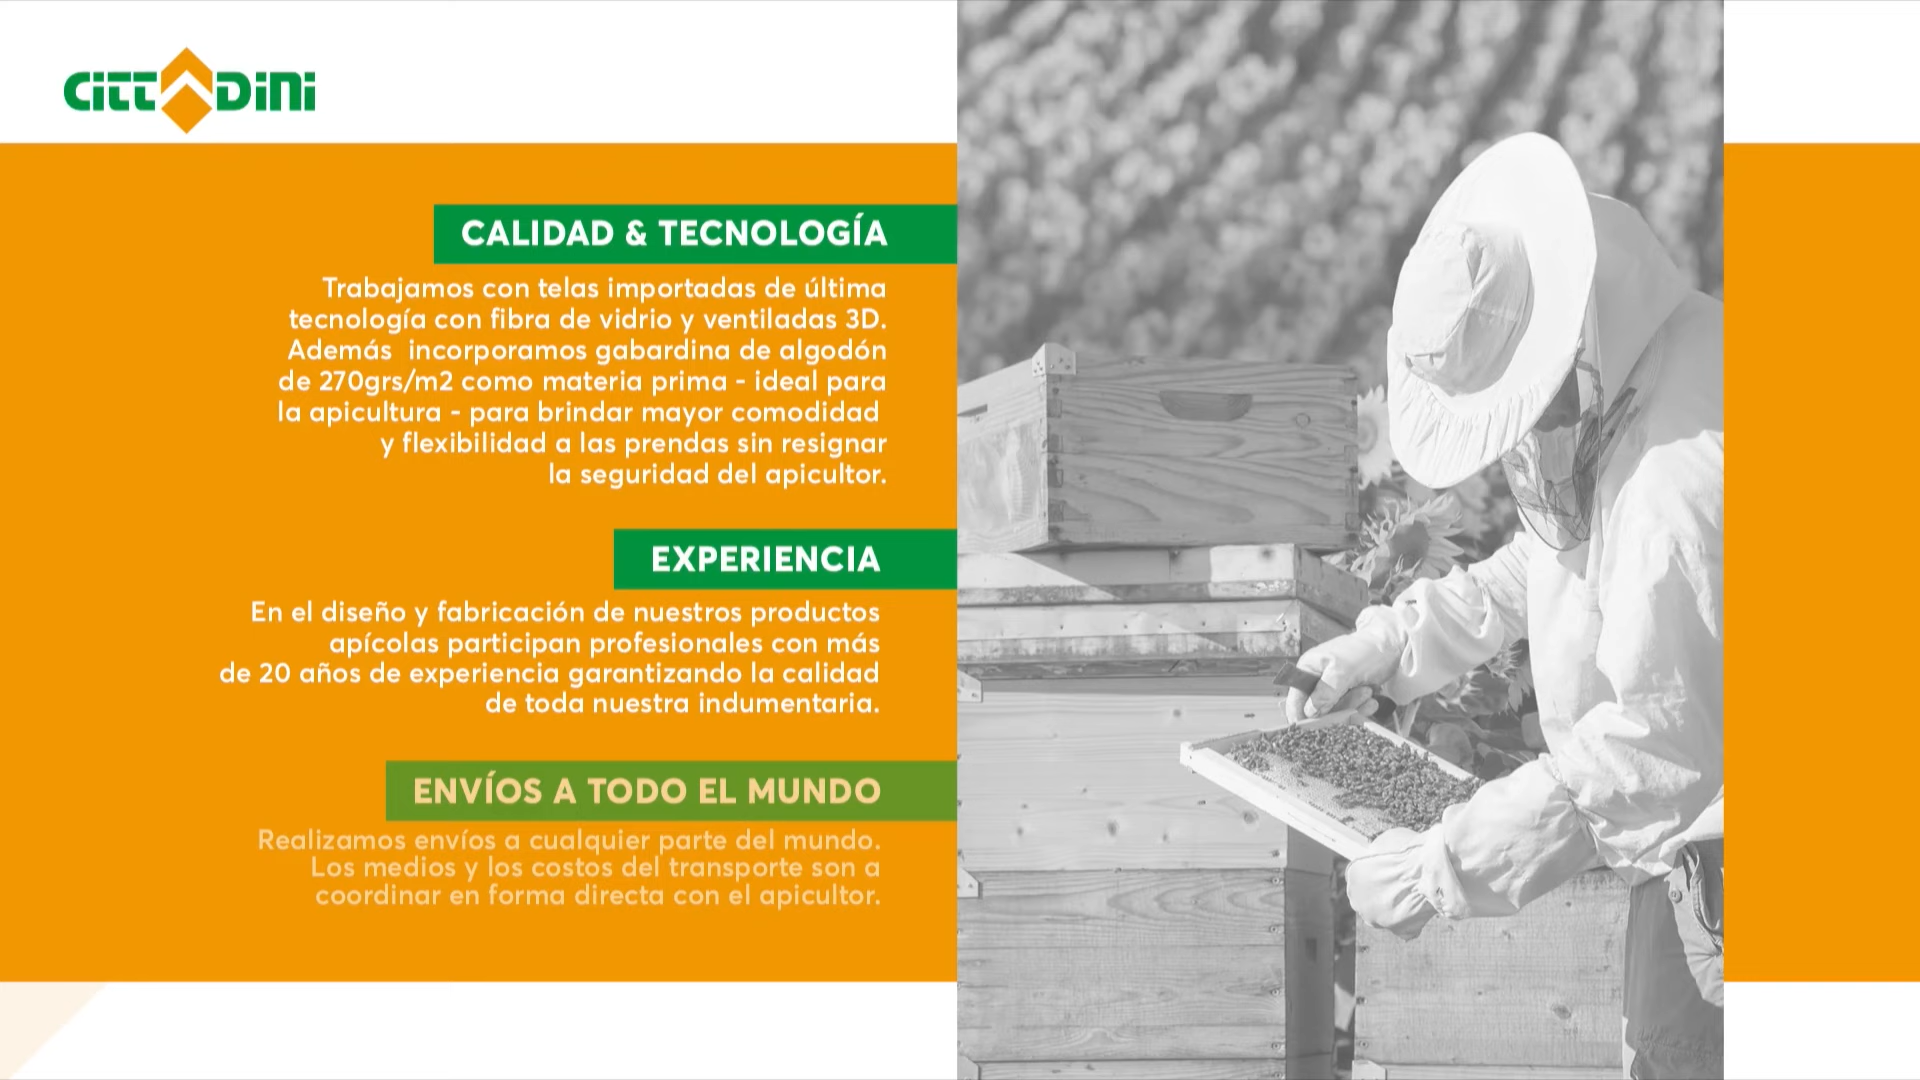 CITTADINI
CALIDAD & TECNOLOGÍA
Trabajamos con telas importadas de última
tecnología con fibra de vidrio y ventiladas 3D.
Además incorporamos gabardina de algodón
de 270grs/m2 como materia prima - ideal para
la apicultura - para brindar mayor comodidad
y flexibilidad a las prendas sin resignar
la seguridad del apicultor.
EXPERIENCIA
En el diseño y fabricación de nuestros productos
apícolas participan profesionales con más
de 20 años de experiencia garantizando la calidad
de toda nuestra indumentaria.
ENVÍOS A TODO EL MUNDO
Realizamos envíos a cualquier parte del mundo.
Los medios y los costos del transporte son a
coordinar en forma directa con el apicultor.